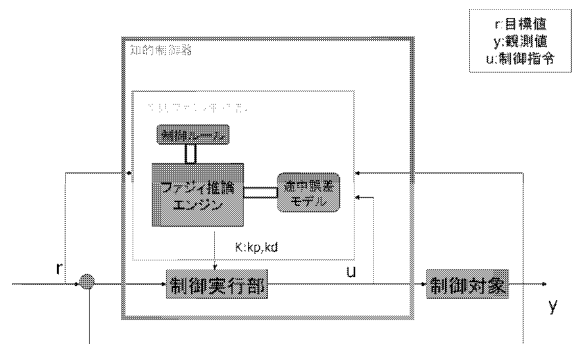 r:目標値
y:観測値
u:制御指令
知的制御器
制御ルール
ファジィ推論
エンジン
途中誤差
モデル
K:kp,kd
r
u
制御実行部
制御対象
y